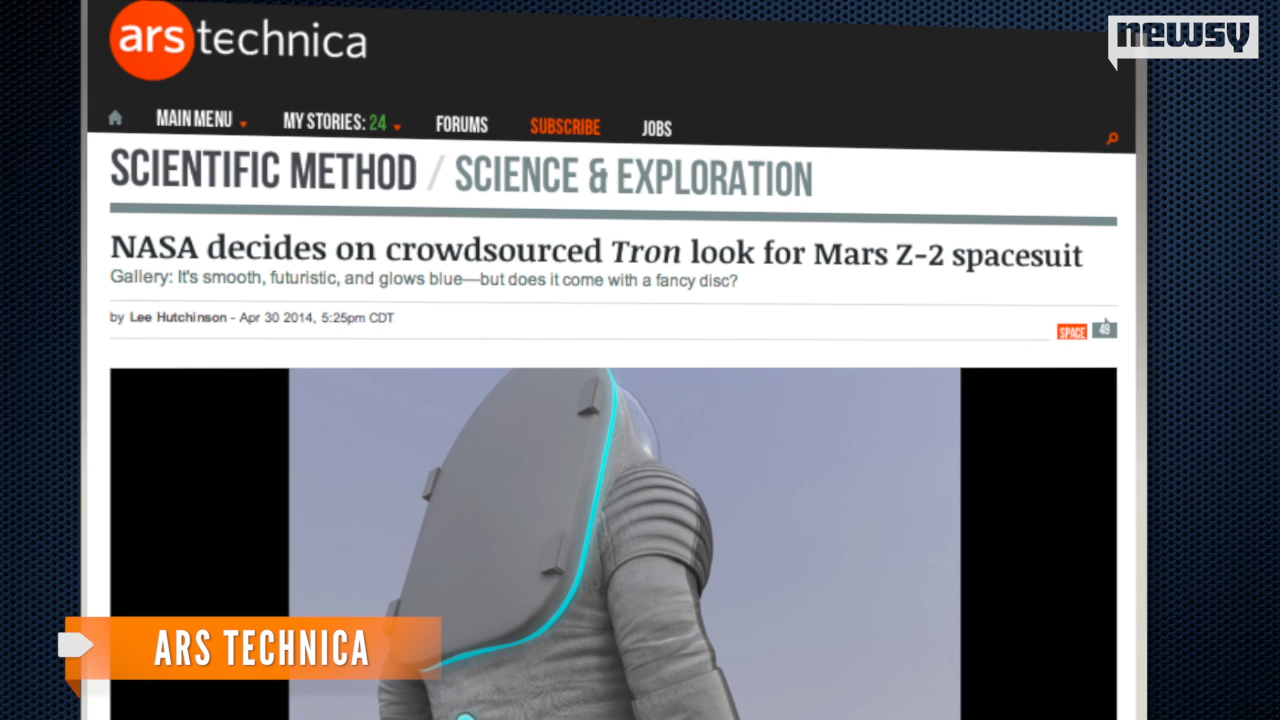 ars technica
newsy
MAIN MENU
MY STORIES: 24
FORUMS
SUBSCRIBE
JOBS
SCIENTIFIC METHOD / SCIENCE & EXPLORATION
NASA decides on crowdsourced Tron look for Mars Z-2 spacesuit
Gallery: It's smooth, futuristic, and glows blue—but does it come with a fancy disc?
by Lee Hutchinson - Apr 30 2014, 5:25pm CDT
SPACE 49
ARS TECHNICA